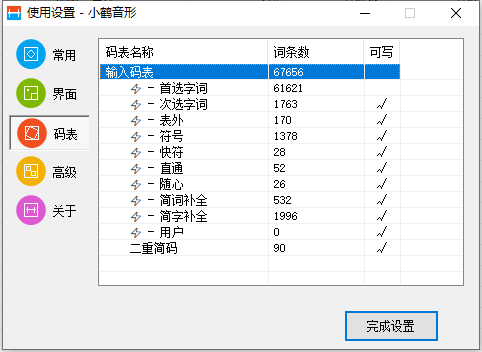 使用设置 - 小鹤音形
常用
界面
码表
高级
关于
码表名称 词条数 可写
输入码表 67656
- 首选字词 61621
- 次选字词 1763 √
- 表外 170 √
- 符号 1378 √
- 快符 28 √
- 直通 52 √
- 随心 26 √
- 简词补全 532 √
- 简字补全 1996 √
- 用户 0 √
二重简码 90 √
完成设置